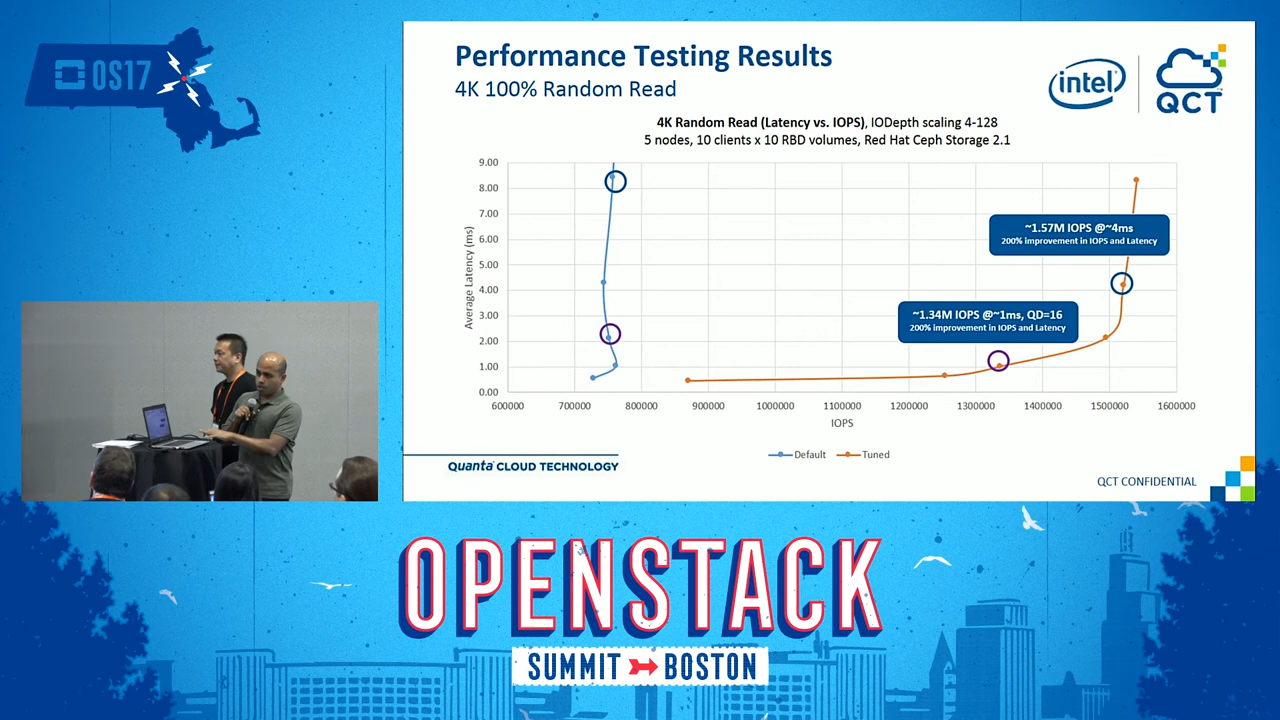 OS17
Performance Testing Results
4K 100% Random Read
intel
QCT
4K Random Read (Latency vs. IOPS), IODepth scaling 4-128
5 nodes, 10 clients x 10 RBD volumes, Red Hat Ceph Storage 2.1
9.00
8.00
7.00
6.00
5.00
4.00
3.00
2.00
1.00
0.00
Average Latency (ms)
~1.57M IOPS @~4ms
200% improvement in IOPS and Latency
~1.34M IOPS @~1ms, QD=16
200% improvement in IOPS and Latency
600000 700000 800000 900000 1000000 1100000 1200000 1300000 1400000 1500000 1600000
IOPS
Default Tuned
Quanta CLOUD TECHNOLOGY
QCT CONFIDENTIAL
OPENSTACK
SUMMIT BOSTON